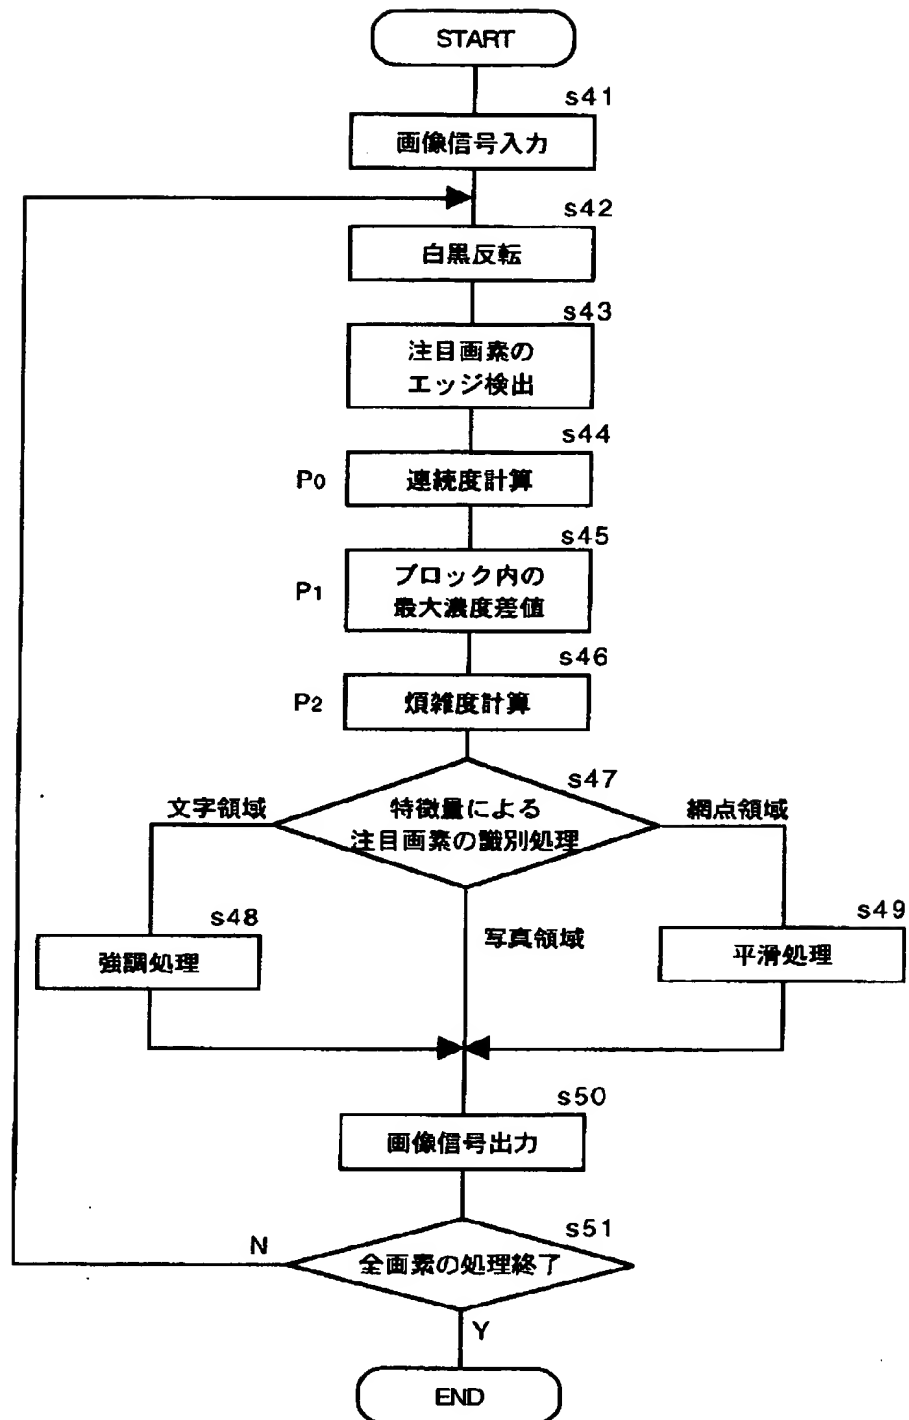 START
s41
画像信号入力
s42
白黒反転
s43
注目画素の
エッジ検出
s44
P0
連続度計算
s45
P1
ブロック内の
最大濃度差値
s46
P2
煩雑度計算
s47
文字領域
特徴量による
網点領域
注目画素の識別処理
s48
s49
写真領域
強調処理
平滑処理
s50
画像信号出力
s51
N
全画素の処理終了
Y
END